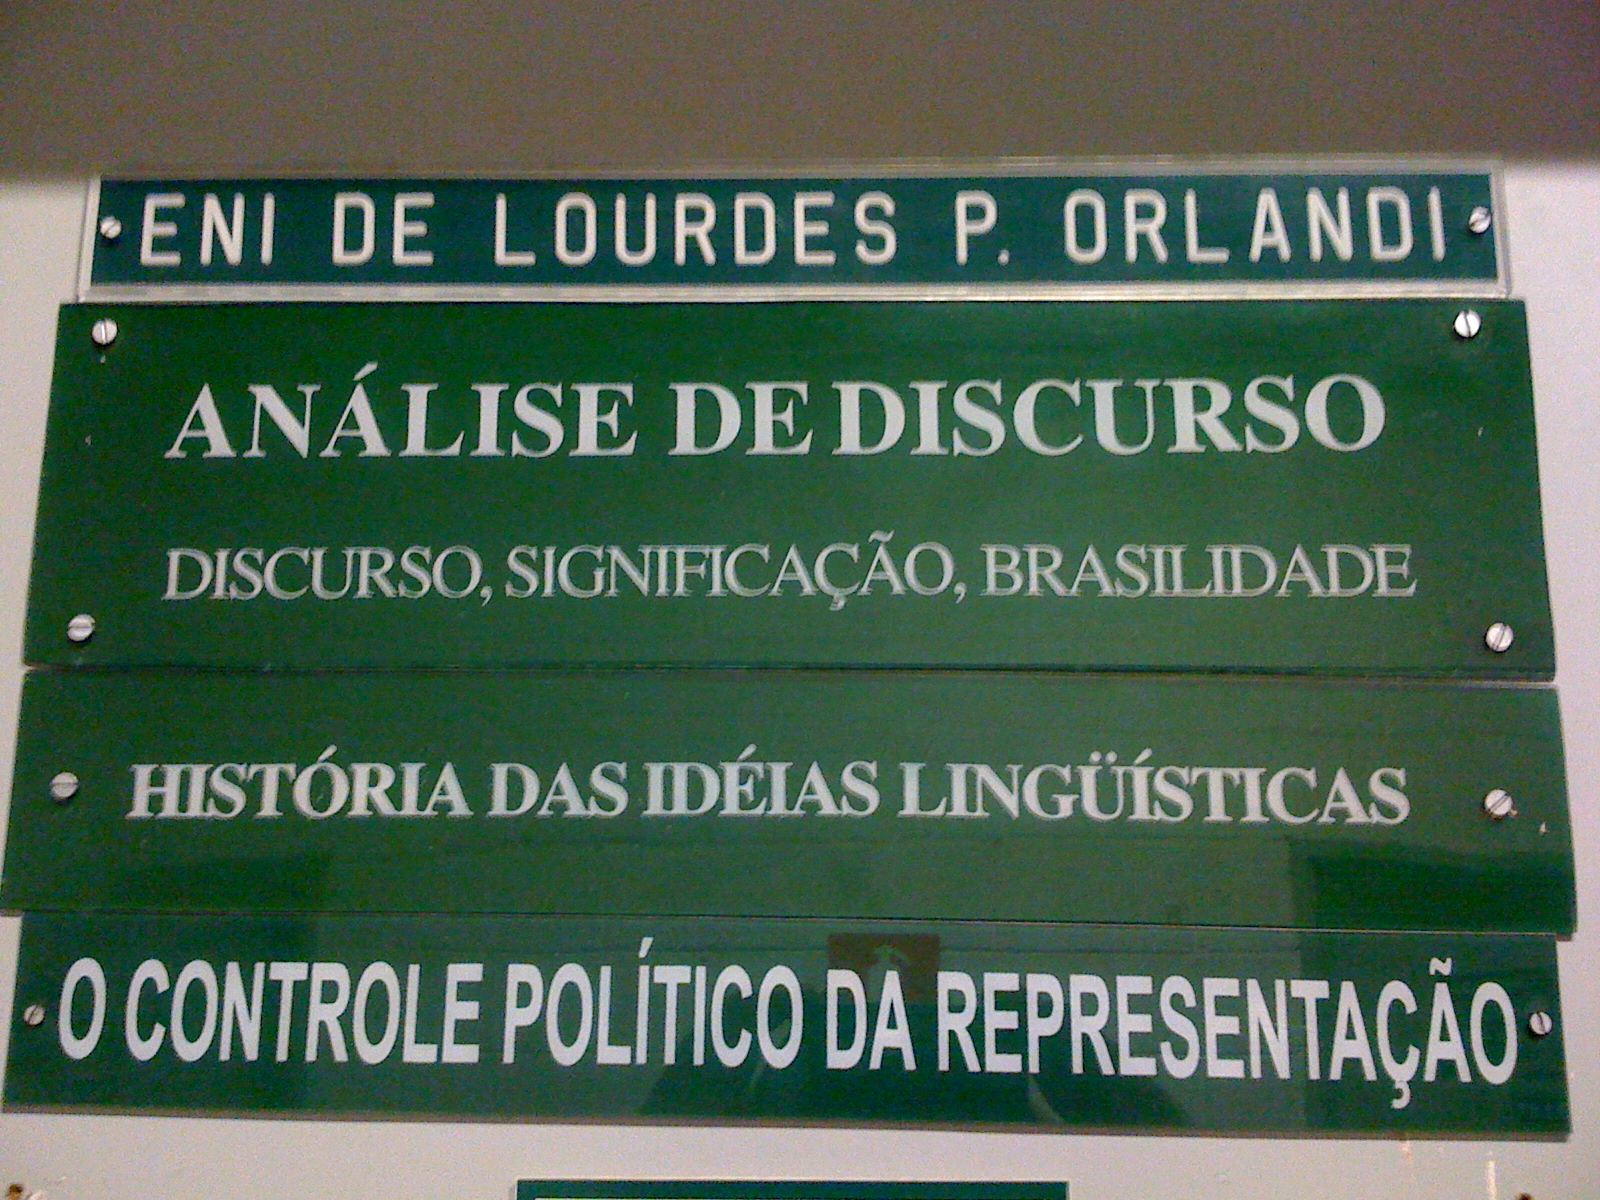 ENI DE LOURDES P. ORLANDI
ANÁLISE DE DISCURSO
DISCURSO, SIGNIFICAÇÃO, BRASILIDADE
HISTÓRIA DAS IDÉIAS LINGÜÍSTICAS
O CONTROLE POLÍTICO DA REPRESENTAÇÃO